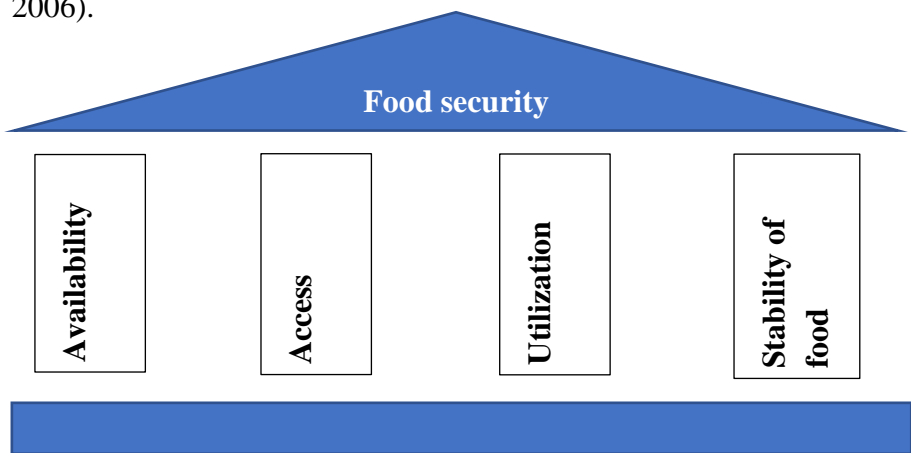 2006).
Food security
Availability
Access
Utilization
Stability of
food